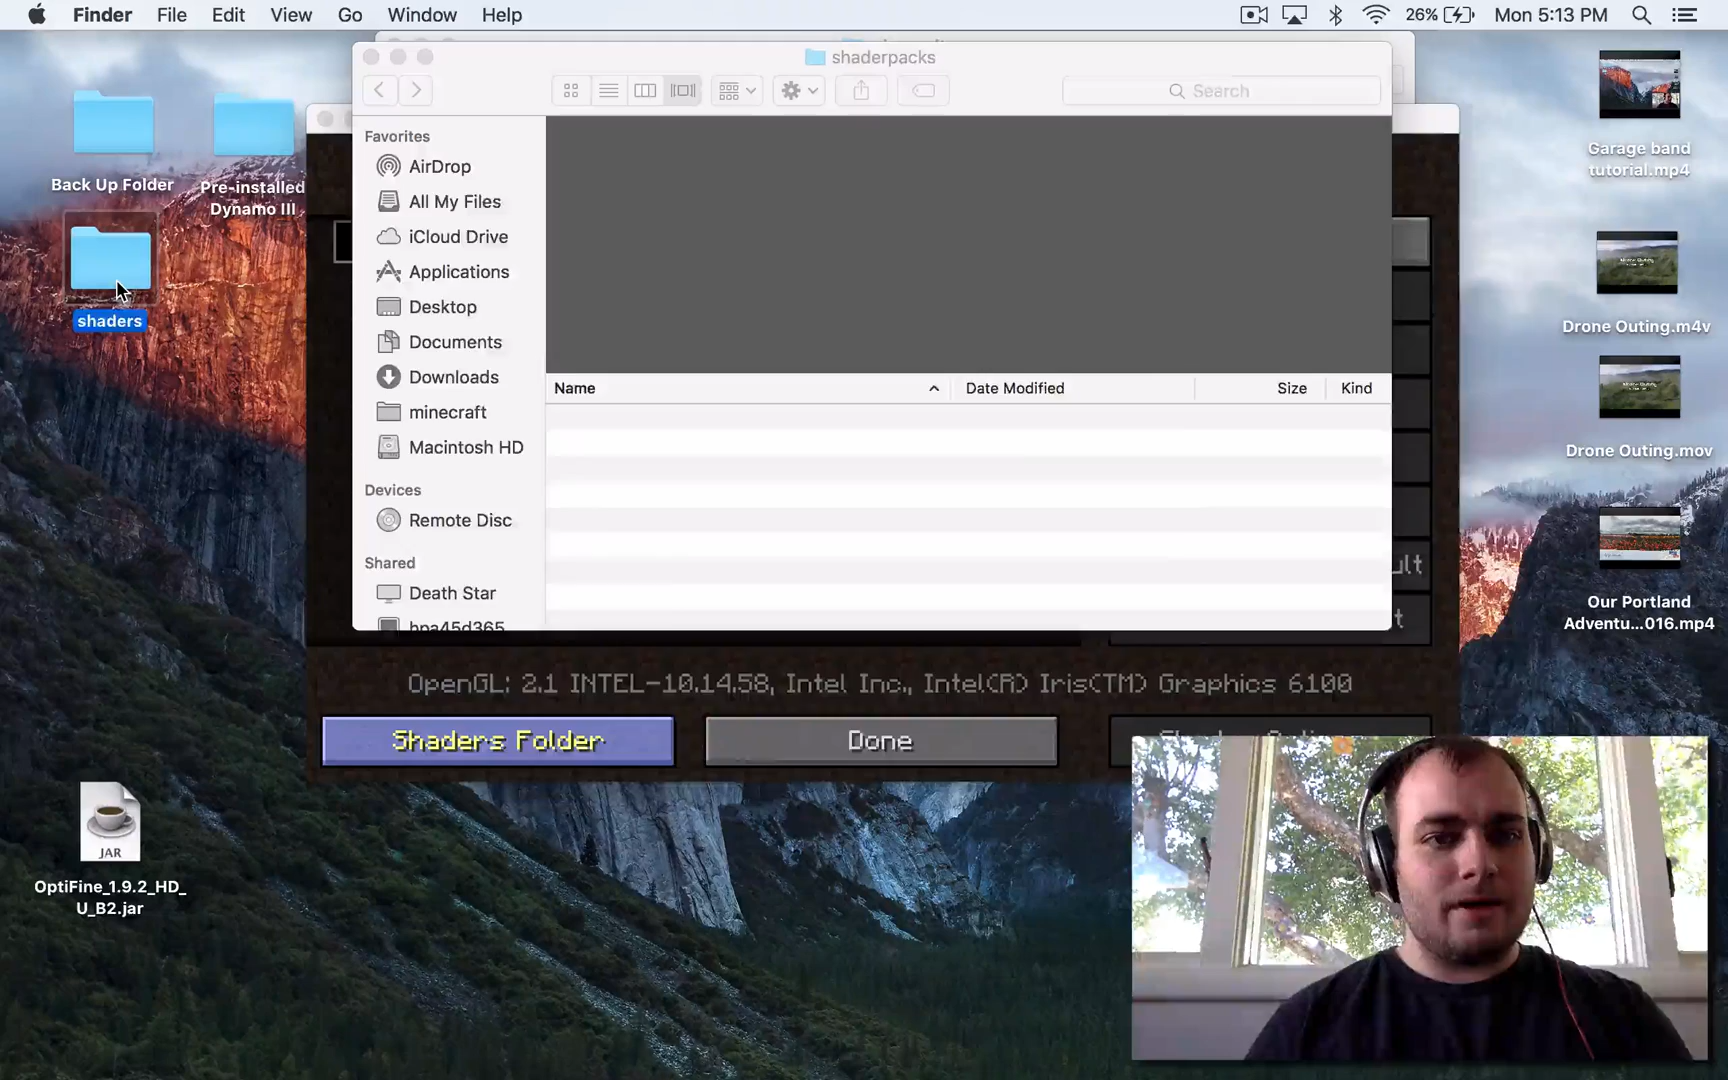 Finder File Edit View Go Window Help
26% Mon 5:13 PM
shaderpacks
Search
Favorites
AirDrop
All My Files
iCloud Drive
Applications
Desktop
Documents
Downloads
minecraft
Macintosh HD
Devices
Remote Disc
Shared
Death Star
hpa45d365
Name Date Modified Size Kind
Back Up Folder
Pre-installed
Dynamo III
shaders
JAR
OptiFine_1.9.2_HD_
U_B2.jar
Garage band
tutorial.mp4
Drone Outing.m4v
Drone Outing.mov
Our Portland
Adventu...016.mp4
ult
t
OpenGL: 2.1 INTEL-10.14.58, Intel Inc., Intel(R) Iris(TM) Graphics 6100
Shaders Folder
Done